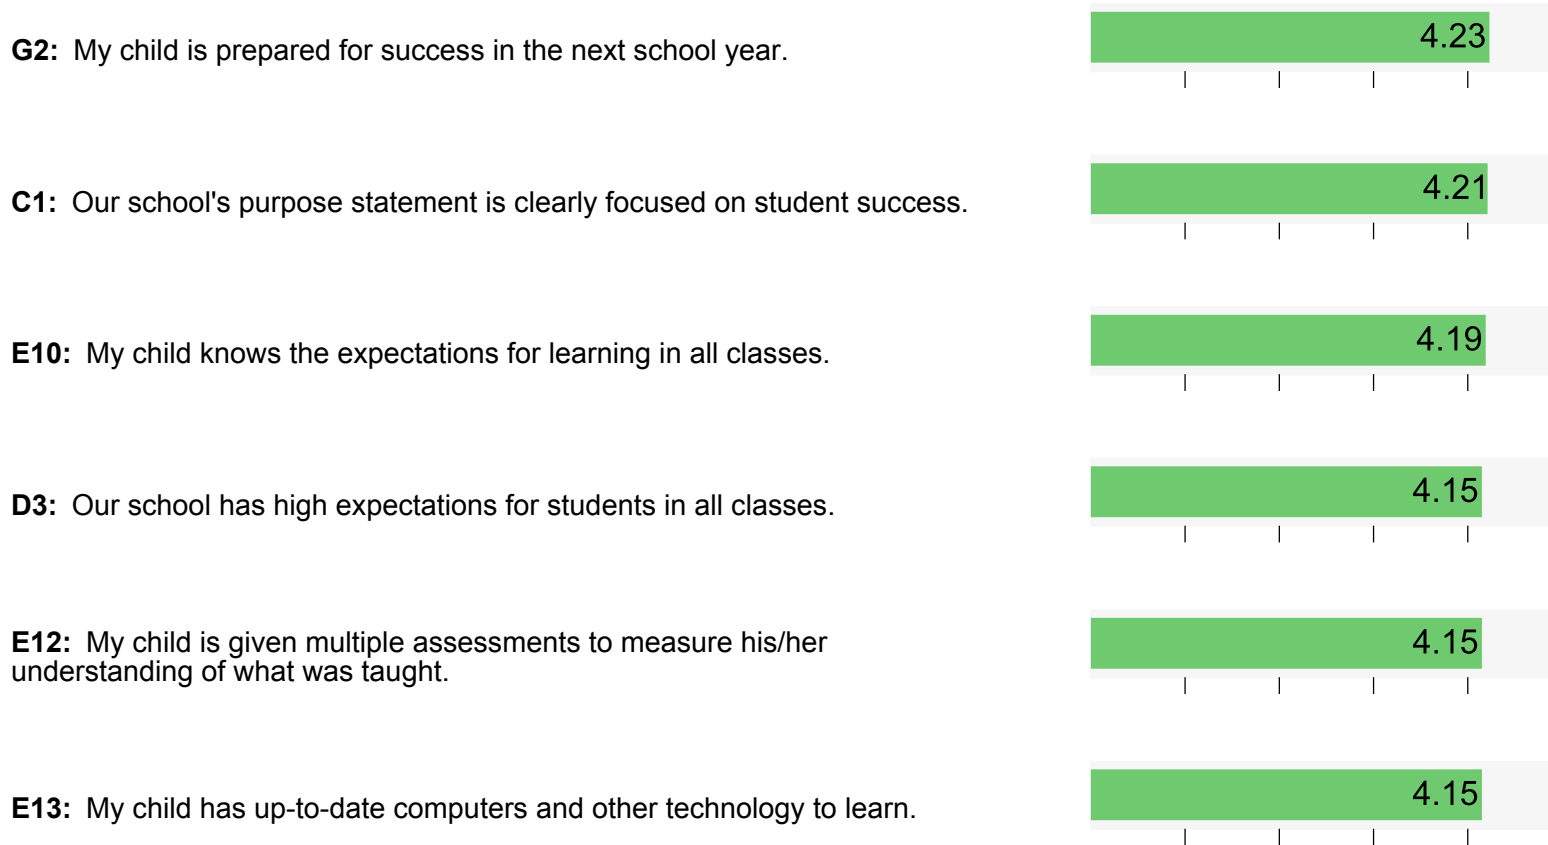 G2: My child is prepared for success in the next school year. 4.23
C1: Our school's purpose statement is clearly focused on student success. 4.21
E10: My child knows the expectations for learning in all classes. 4.19
D3: Our school has high expectations for students in all classes. 4.15
E12: My child is given multiple assessments to measure his/her
understanding of what was taught. 4.15
E13: My child has up-to-date computers and other technology to learn. 4.15